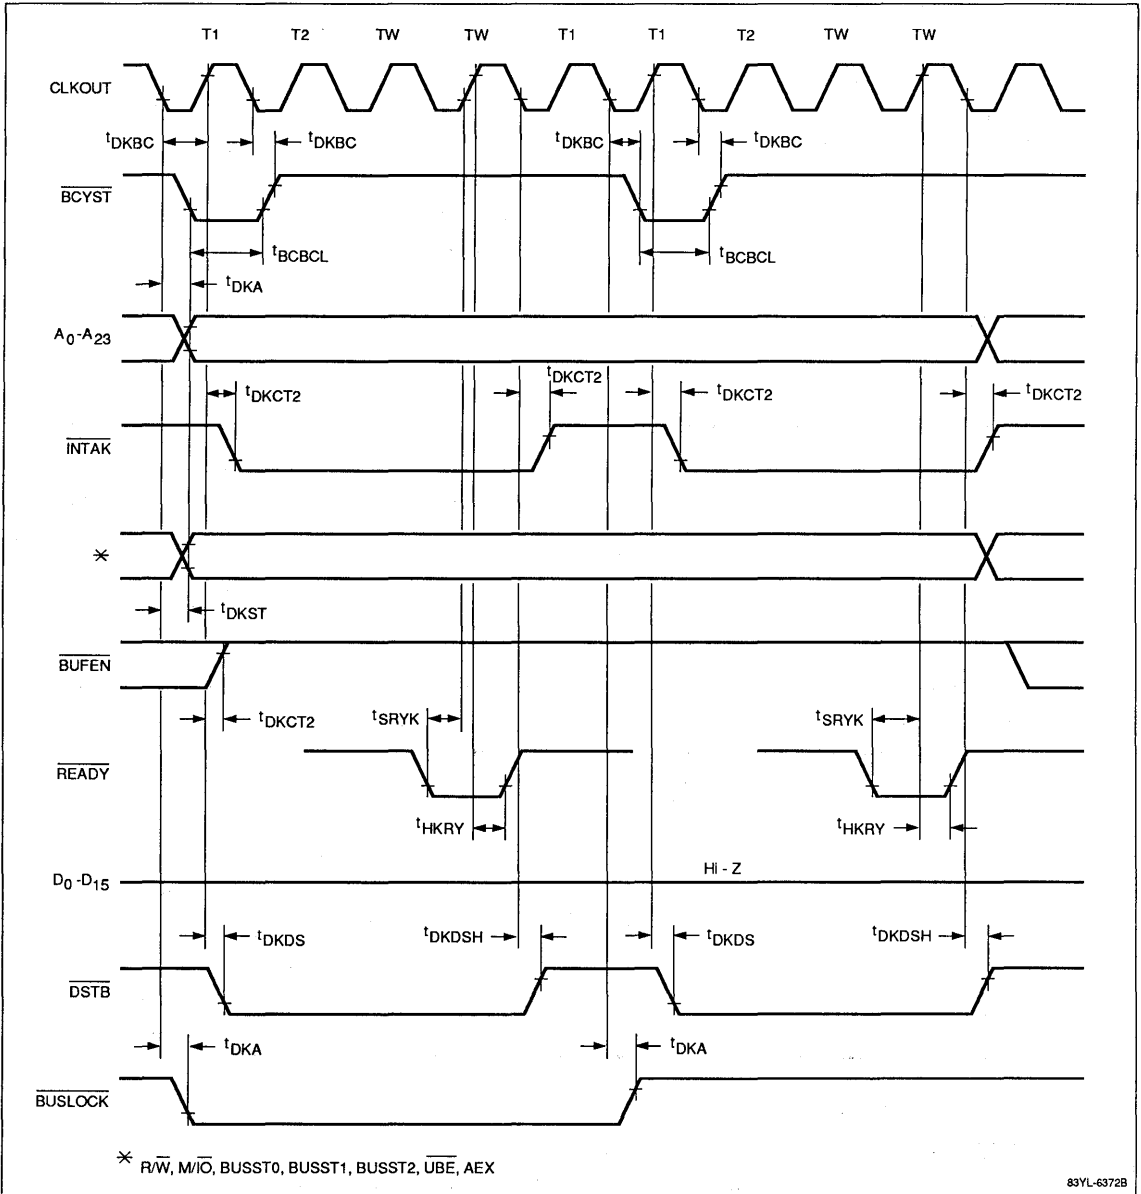 T1 T2 TW TW T1 T1 T2 TW TW
CLKOUT
tDKBC tDKBC tDKBC tDKBC
BCYST
tBCBCL tBCBCL
tDKA
A0-A23
tDKCT2 tDKCT2 tDKCT2 tDKCT2
INTAK
*
tDKST
BUFEN
tDKCT2 tSRYK tSRYK
READY
tHKRY tHKRY
D0-D15 Hi - Z
tDKDS tDKDSH tDKDS tDKDSH
DSTB
tDKA tDKA
BUSLOCK
* R/W, M/IO, BUSST0, BUSST1, BUSST2, UBE, AEX
83YL-6372B